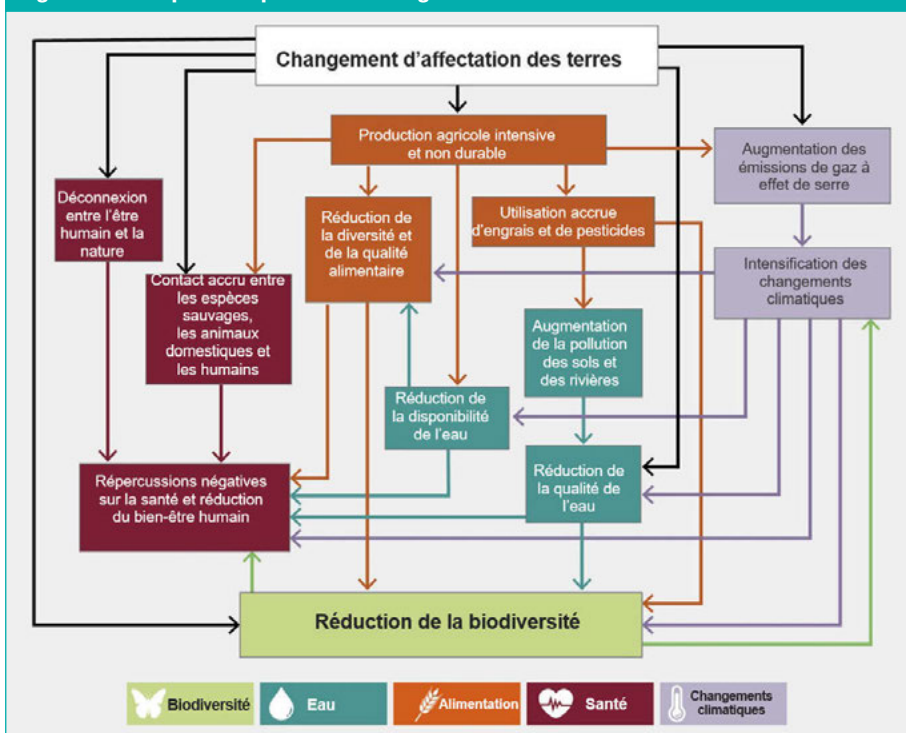 Changement d'affectation des terres
Production agricole intensive
et non durable
Augmentation des
émissions de gaz à
effet de serre
Déconnexion
entre l'être
humain et la
nature
Réduction de
la diversité et
de la qualité
alimentaire
Utilisation accrue
d'engrais et de pesticides
Intensification des
changements
climatiques
Contact accru entre
les espèces
sauvages,
les animaux
domestiques et
les humains
Augmentation
de la pollution
des sols et
des rivières
Réduction de
la disponibilité
de l'eau
Répercussions négatives
sur la santé et réduction
du bien-être humain
Réduction de
la qualité de
l'eau
Réduction de la biodiversité
Biodiversité
Eau
Alimentation
Santé
Changements
climatiques